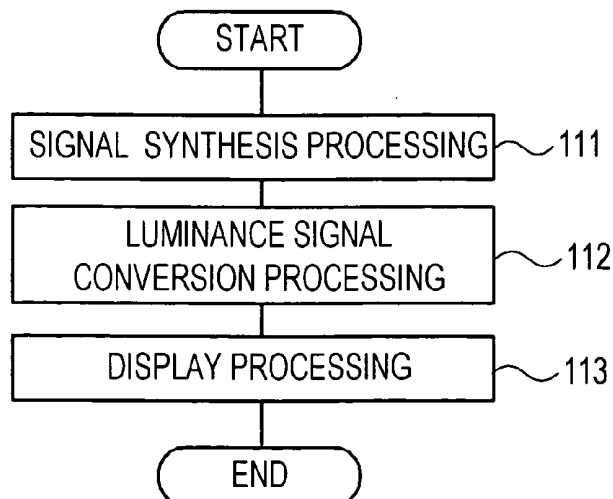 START
SIGNAL SYNTHESIS PROCESSING
111
LUMINANCE SIGNAL
CONVERSION PROCESSING
112
DISPLAY PROCESSING
113
END